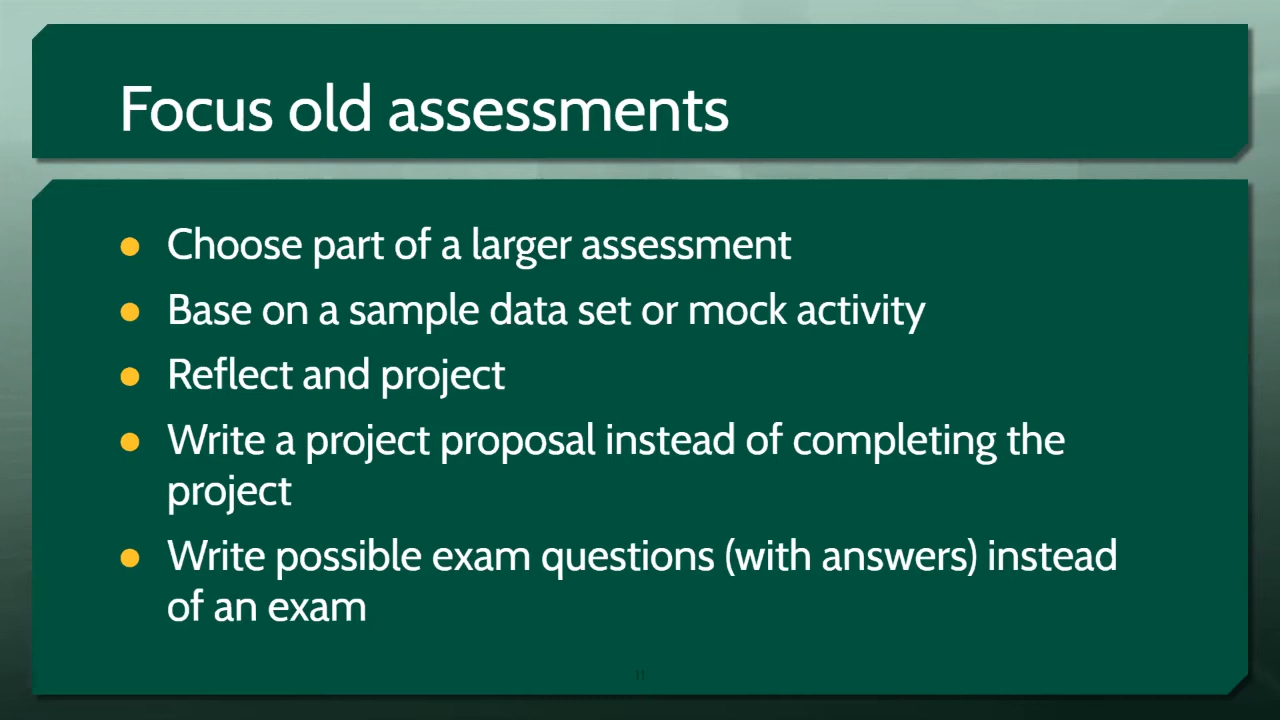 Focus old assessments
Choose part of a larger assessment
Base on a sample data set or mock activity
Reflect and project
Write a project proposal instead of completing the
project
Write possible exam questions (with answers) instead
of an exam
11